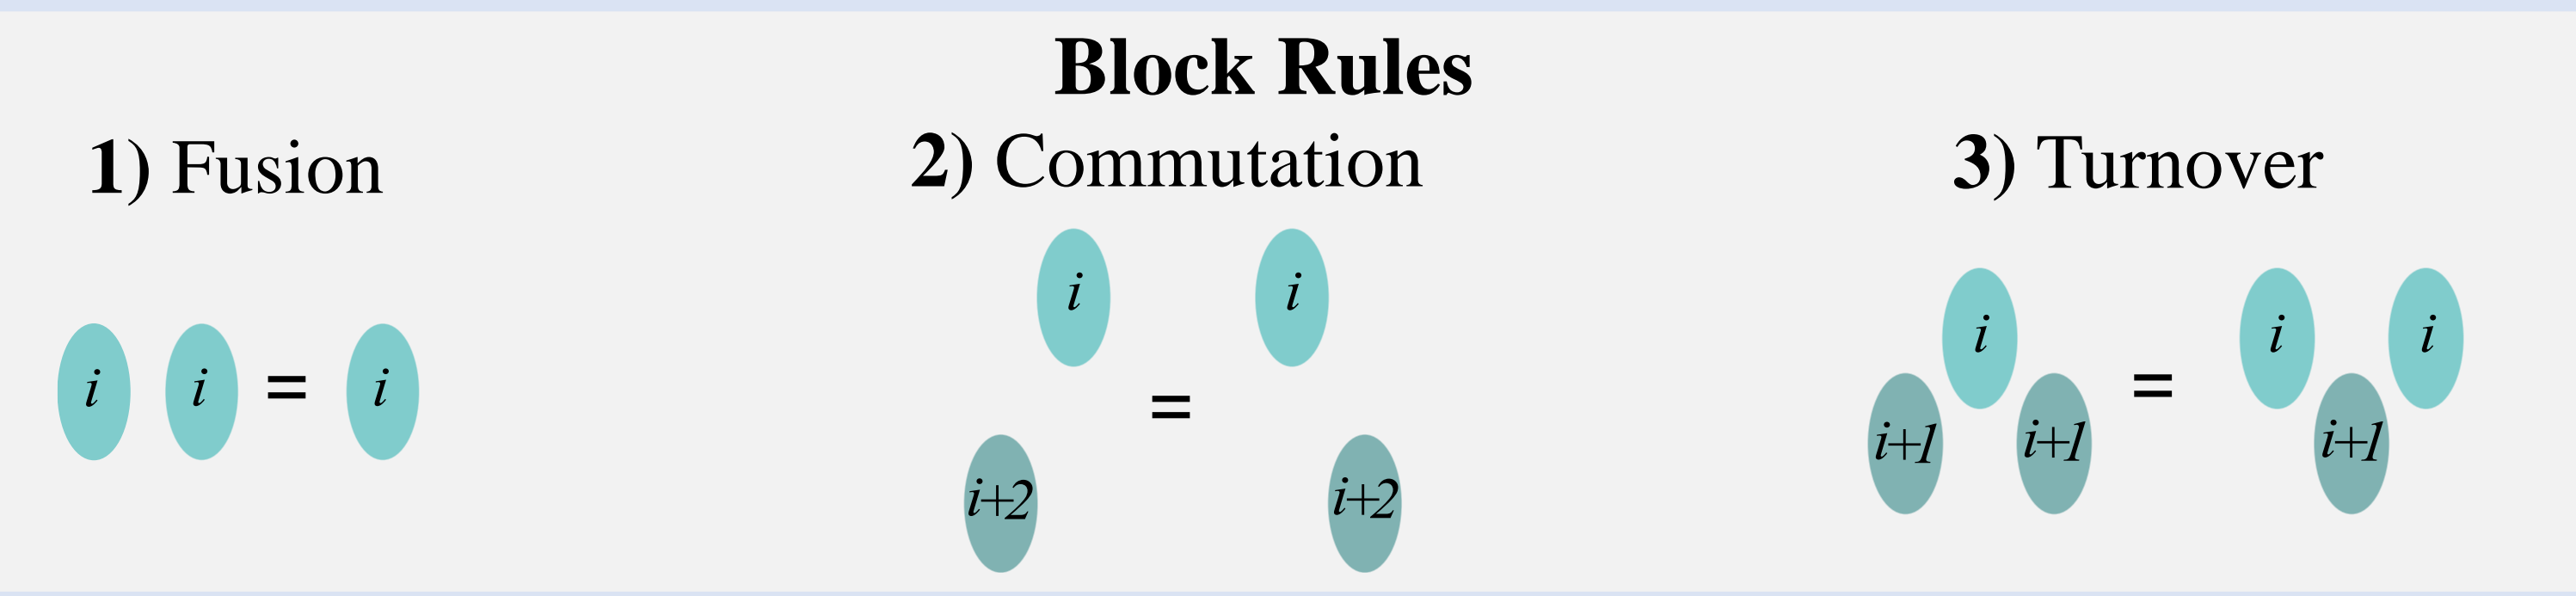 Block Rules
1) Fusion
i i = i
2) Commutation
i i
=
i+2 i+2
3) Turnover
i i i
=
i+1 i+1 i+1